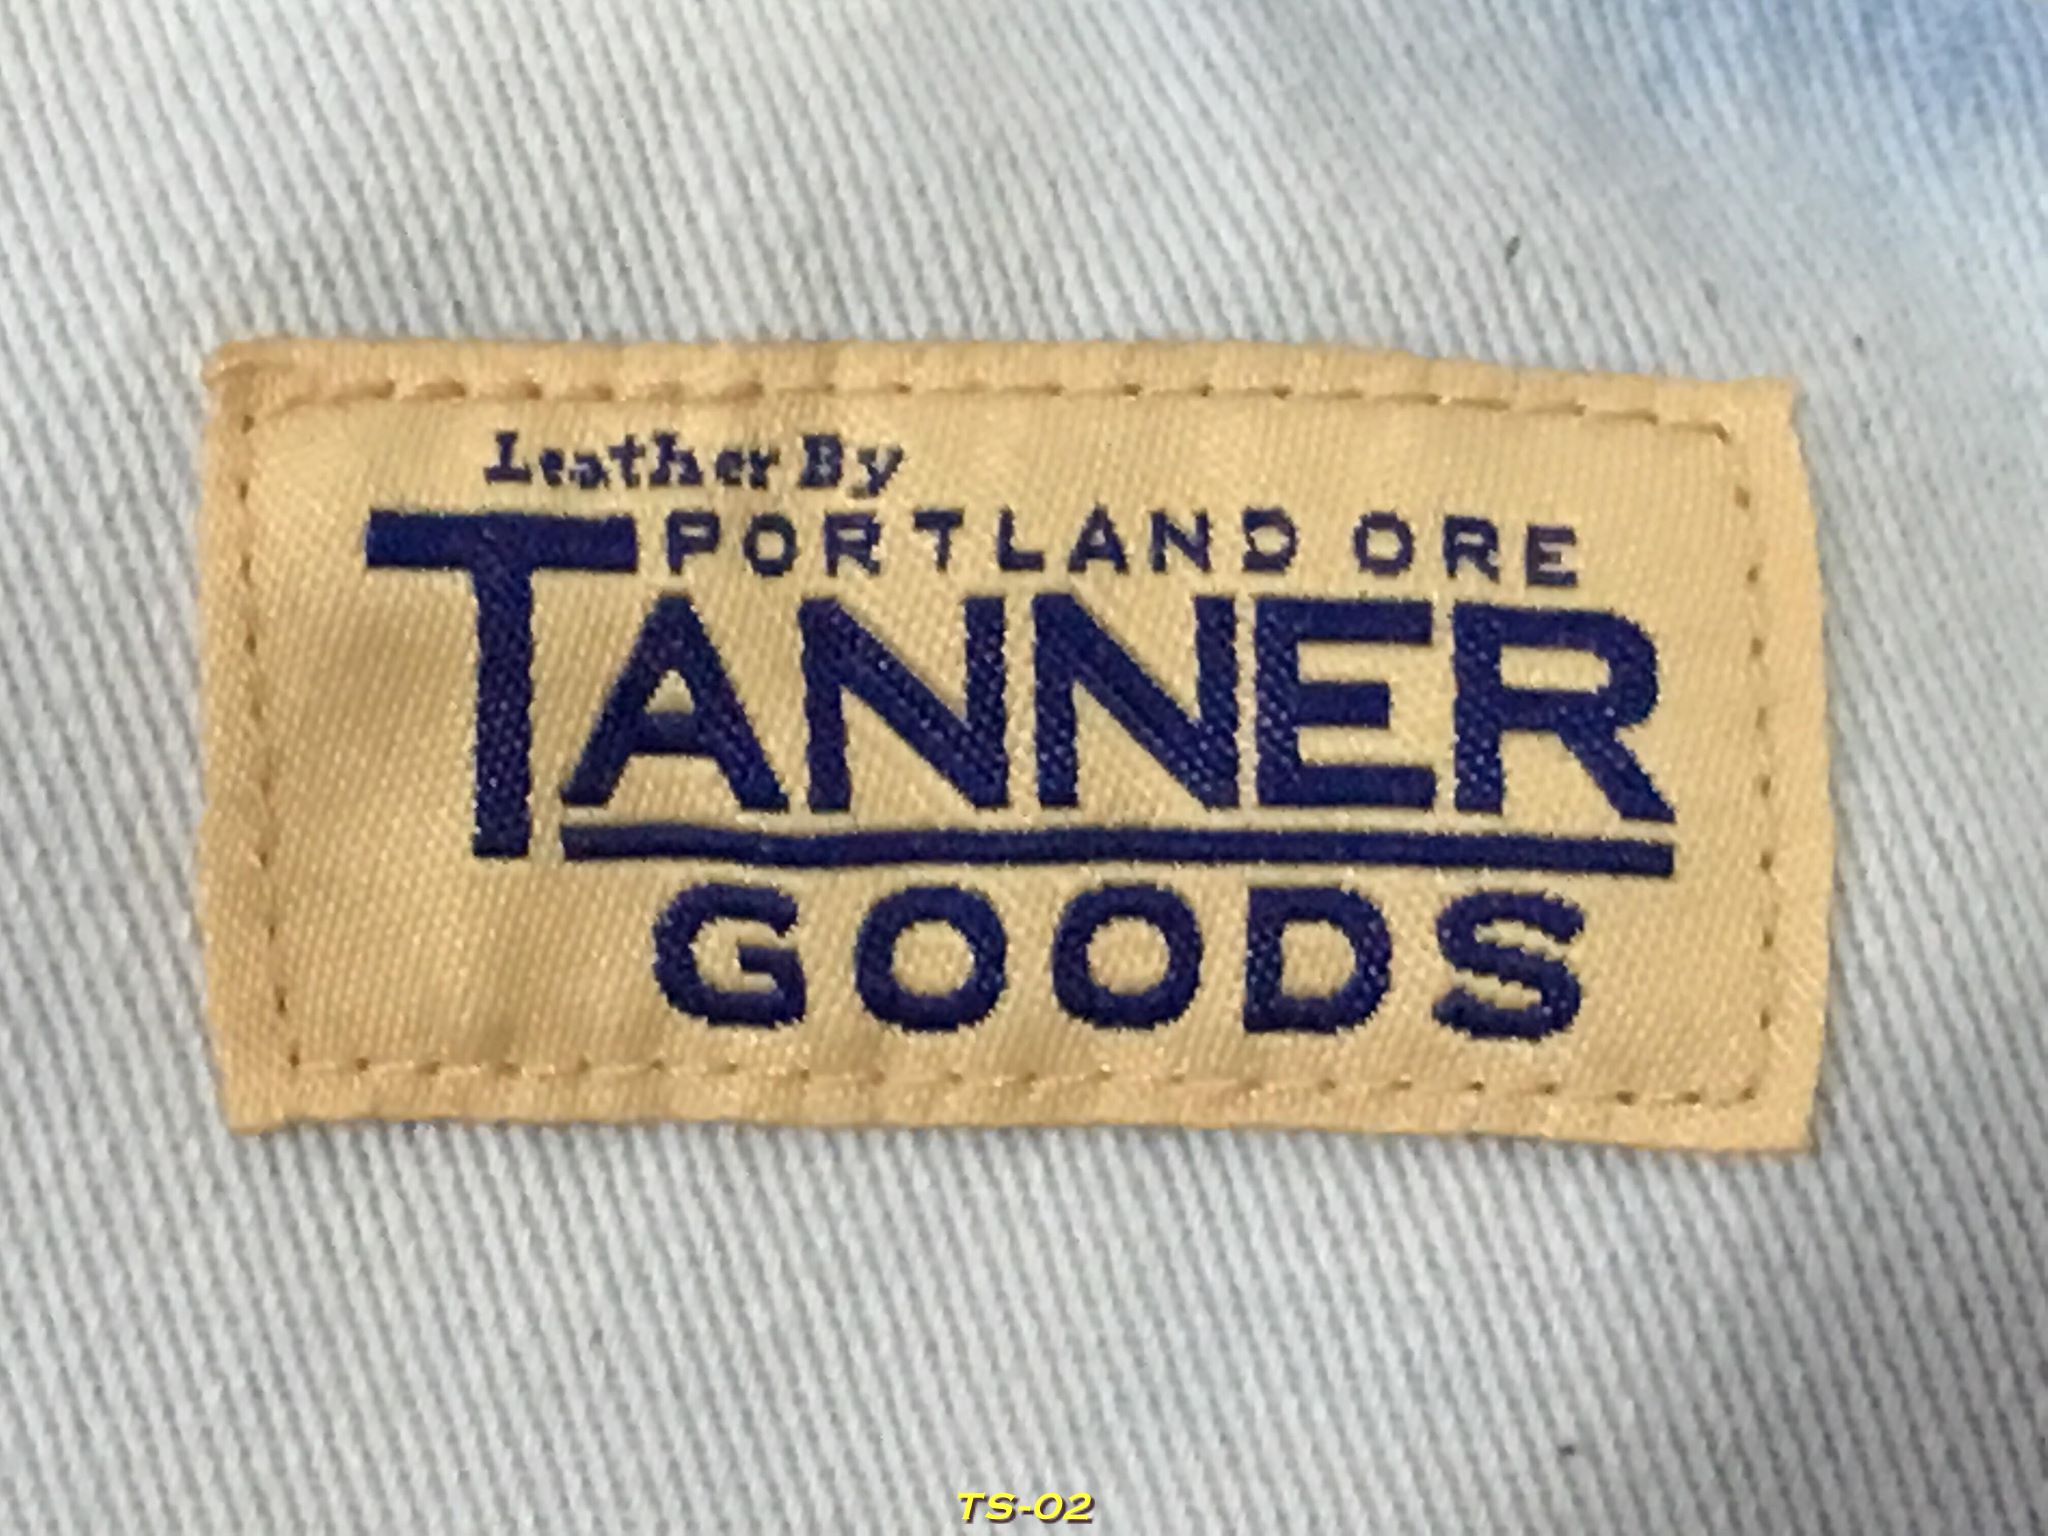 Leather By
PORTLAND ORE
TANNER
GOODS
TS-02